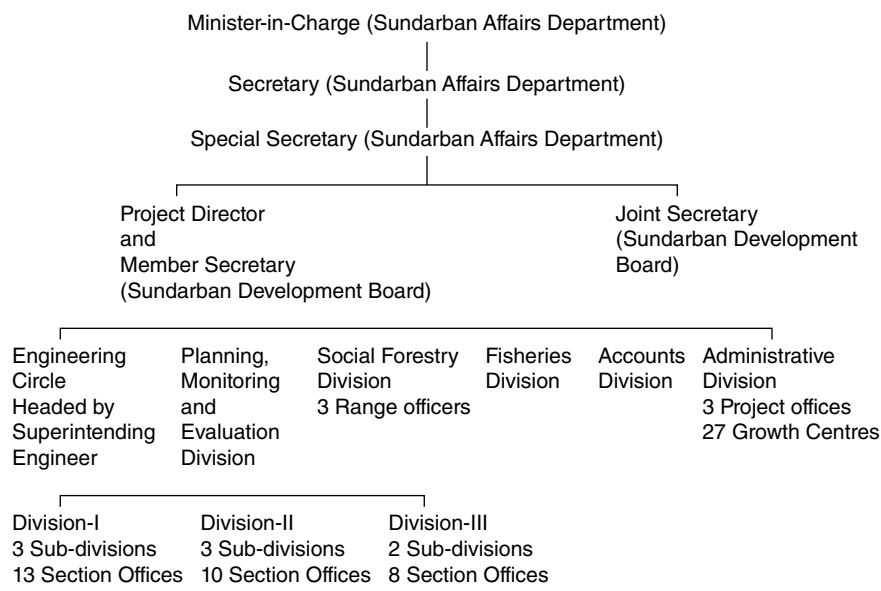 Minister-in-Charge (Sundarban Affairs Department)
Secretary (Sundarban Affairs Department)
Special Secretary (Sundarban Affairs Department)
Project Director
and
Member Secretary
(Sundarban Development Board)
Joint Secretary
(Sundarban Development
Board)
Engineering
Circle
Headed by
Superintending
Engineer
Planning,
Monitoring
and
Evaluation
Division
Social Forestry
Division
3 Range officers
Fisheries
Division
Accounts
Division
Administrative
Division
3 Project offices
27 Growth Centres
Division-I
3 Sub-divisions
13 Section Offices
Division-II
3 Sub-divisions
10 Section Offices
Division-III
2 Sub-divisions
8 Section Offices